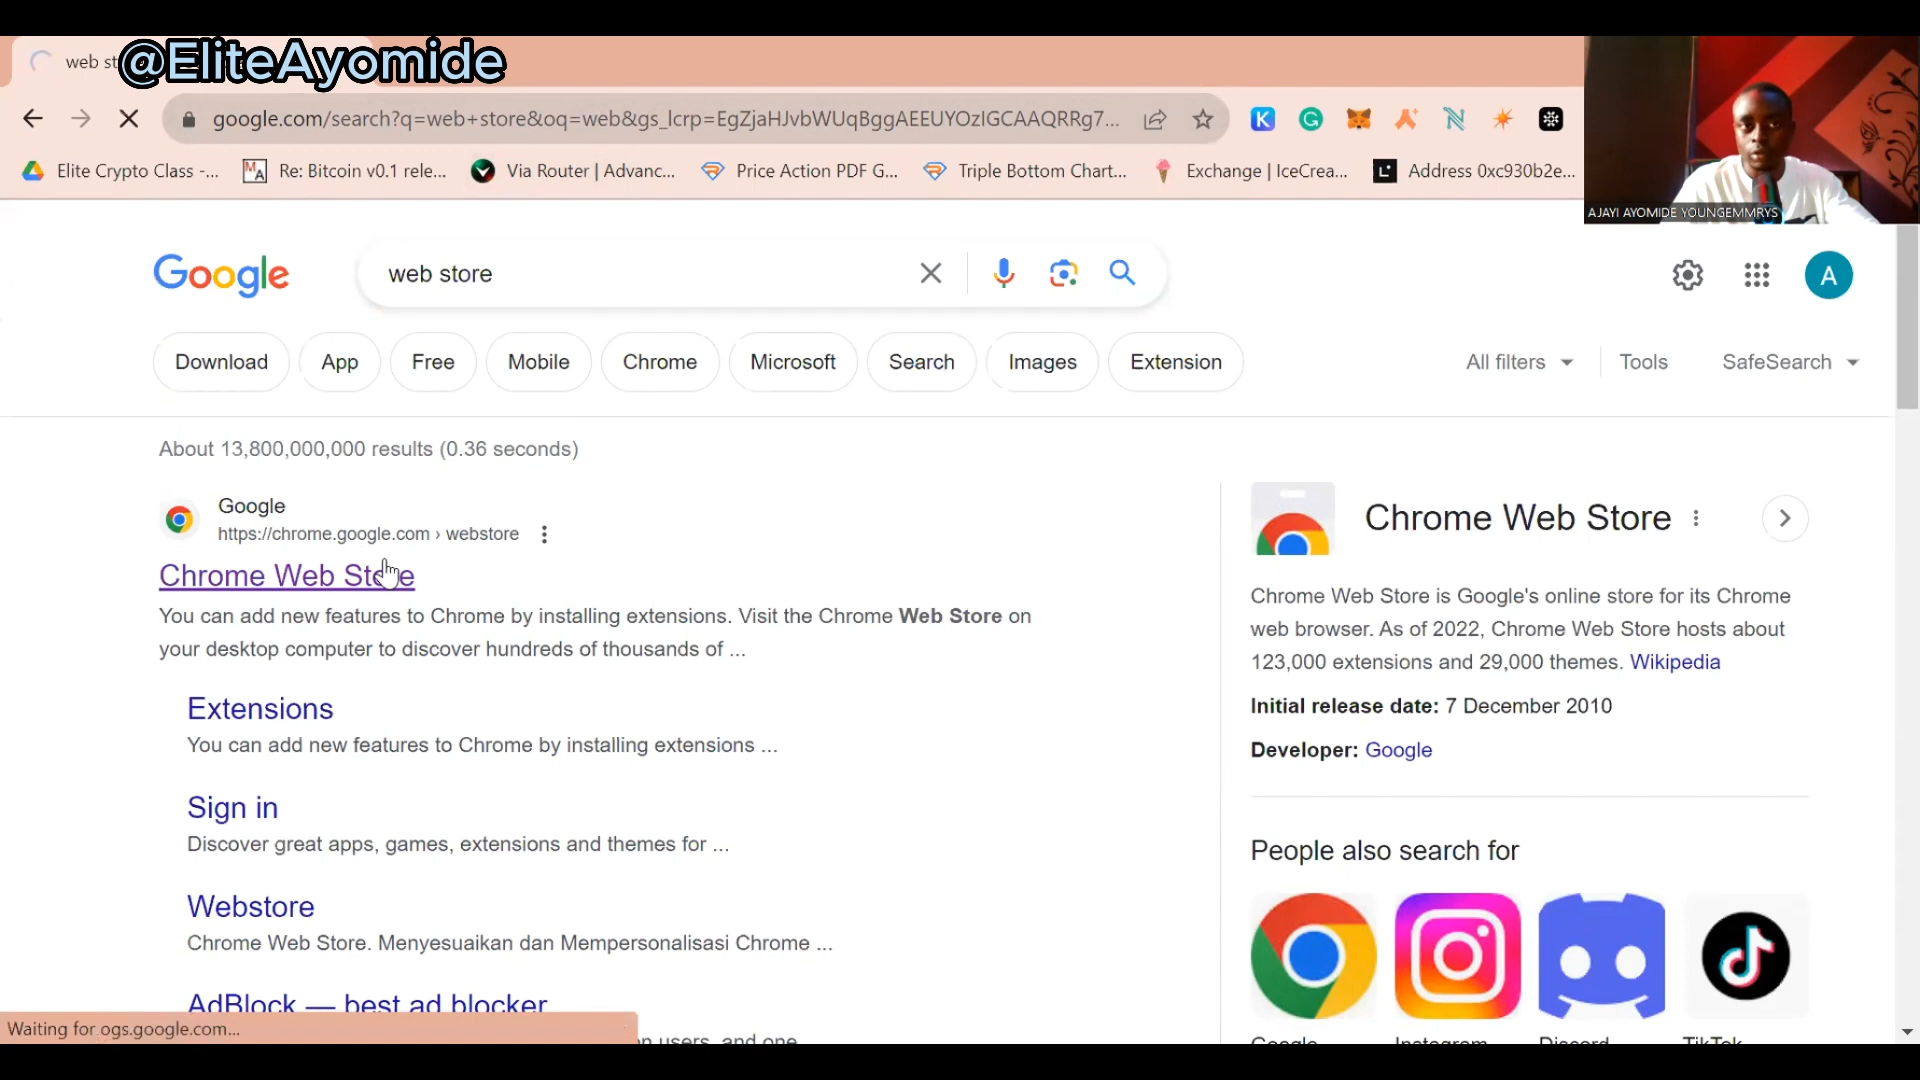 web st
@EliteAyomide
google.com/search?q=web+store&oq=web&gs_lcrp=EgZjaHJvbWUqBggAEEUYOzIGCAAQRRg7...
Elite Crypto Class -...
Re: Bitcoin v0.1 rele...
Via Router | Advanc...
Price Action PDF G...
Triple Bottom Chart...
Exchange | IceCrea...
Address 0xc930b2e...
AJAYI AYOMIDE YOUNGEMMRYS
Google
web store
A
Download
App
Free
Mobile
Chrome
Microsoft
Search
Images
Extension
All filters
Tools
SafeSearch
About 13,800,000,000 results (0.36 seconds)
Google
https://chrome.google.com › webstore
Chrome Web Store
You can add new features to Chrome by installing extensions. Visit the Chrome Web Store on
your desktop computer to discover hundreds of thousands of ...
Extensions
You can add new features to Chrome by installing extensions ...
Sign in
Discover great apps, games, extensions and themes for ...
Webstore
Chrome Web Store. Menyesuaikan dan Mempersonalisasi Chrome ...
AdBlock — best ad blocker
users, and one
Waiting for ogs.google.com...
Chrome Web Store
Chrome Web Store is Google's online store for its Chrome
web browser. As of 2022, Chrome Web Store hosts about
123,000 extensions and 29,000 themes. Wikipedia
Initial release date: 7 December 2010
Developer: Google
People also search for
Google
Instagram
Discord
TikTok